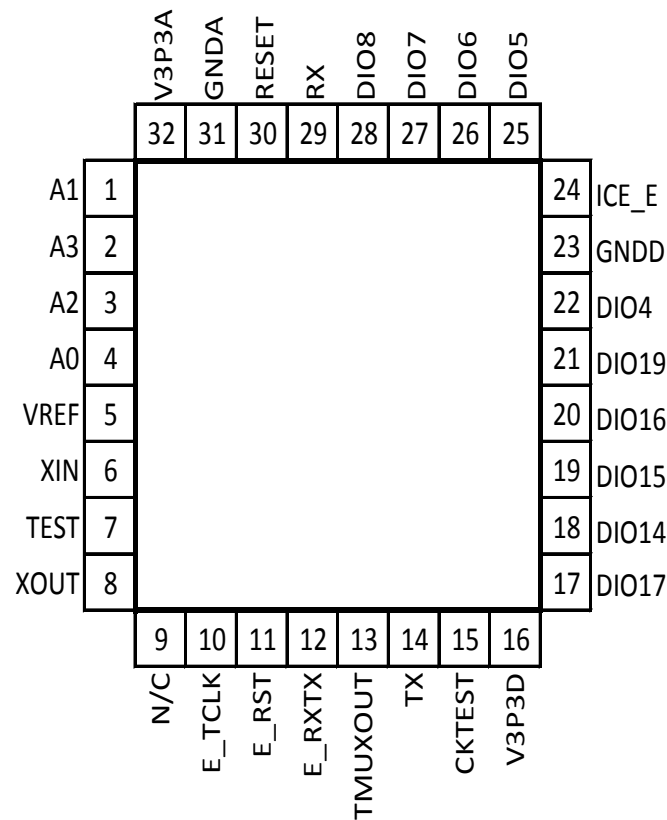 V3P3A GNDA RESET RX DIO8 DIO7 DIO6 DIO5
32 31 30 29 28 27 26 25
A1 1 24 ICE_E
A3 2 23 GNDD
A2 3 22 DIO4
A0 4 21 DIO19
VREF 5 20 DIO16
XIN 6 19 DIO15
TEST 7 18 DIO14
XOUT 8 17 DIO17
9 10 11 12 13 14 15 16
N/C E_TCLK E_RST E_RXTX TMUXOUT TX CKTEST V3P3D